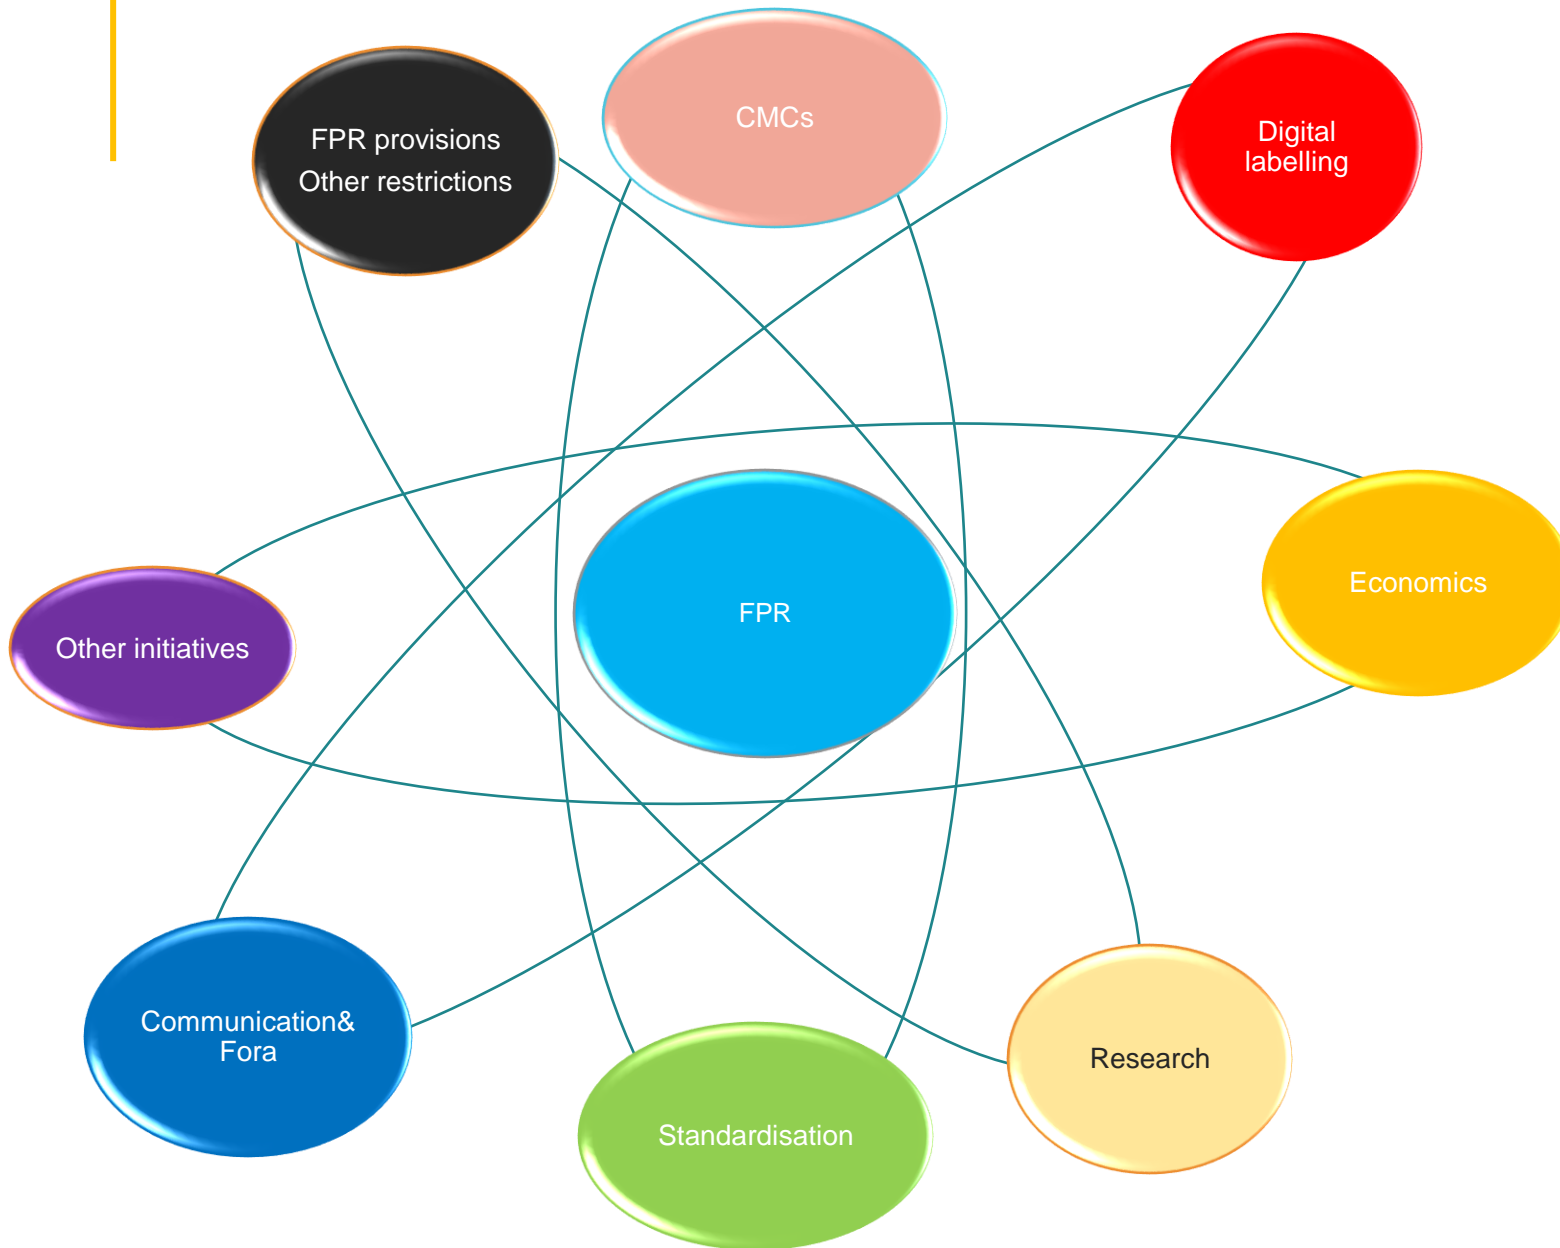 FPR provisions
Other restrictions
CMCs
Digital
labelling
FPR
Economics
Other initiatives
Communication&
Fora
Standardisation
Research